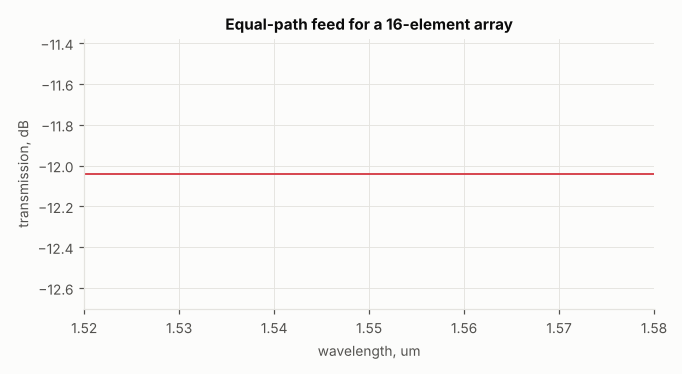 Equal-path feed for a 16-element array
−11.4
−11.6
−11.8
−12.0
−12.2
−12.4
−12.6
transmission, dB
1.52 1.53 1.54 1.55 1.56 1.57 1.58
wavelength, um